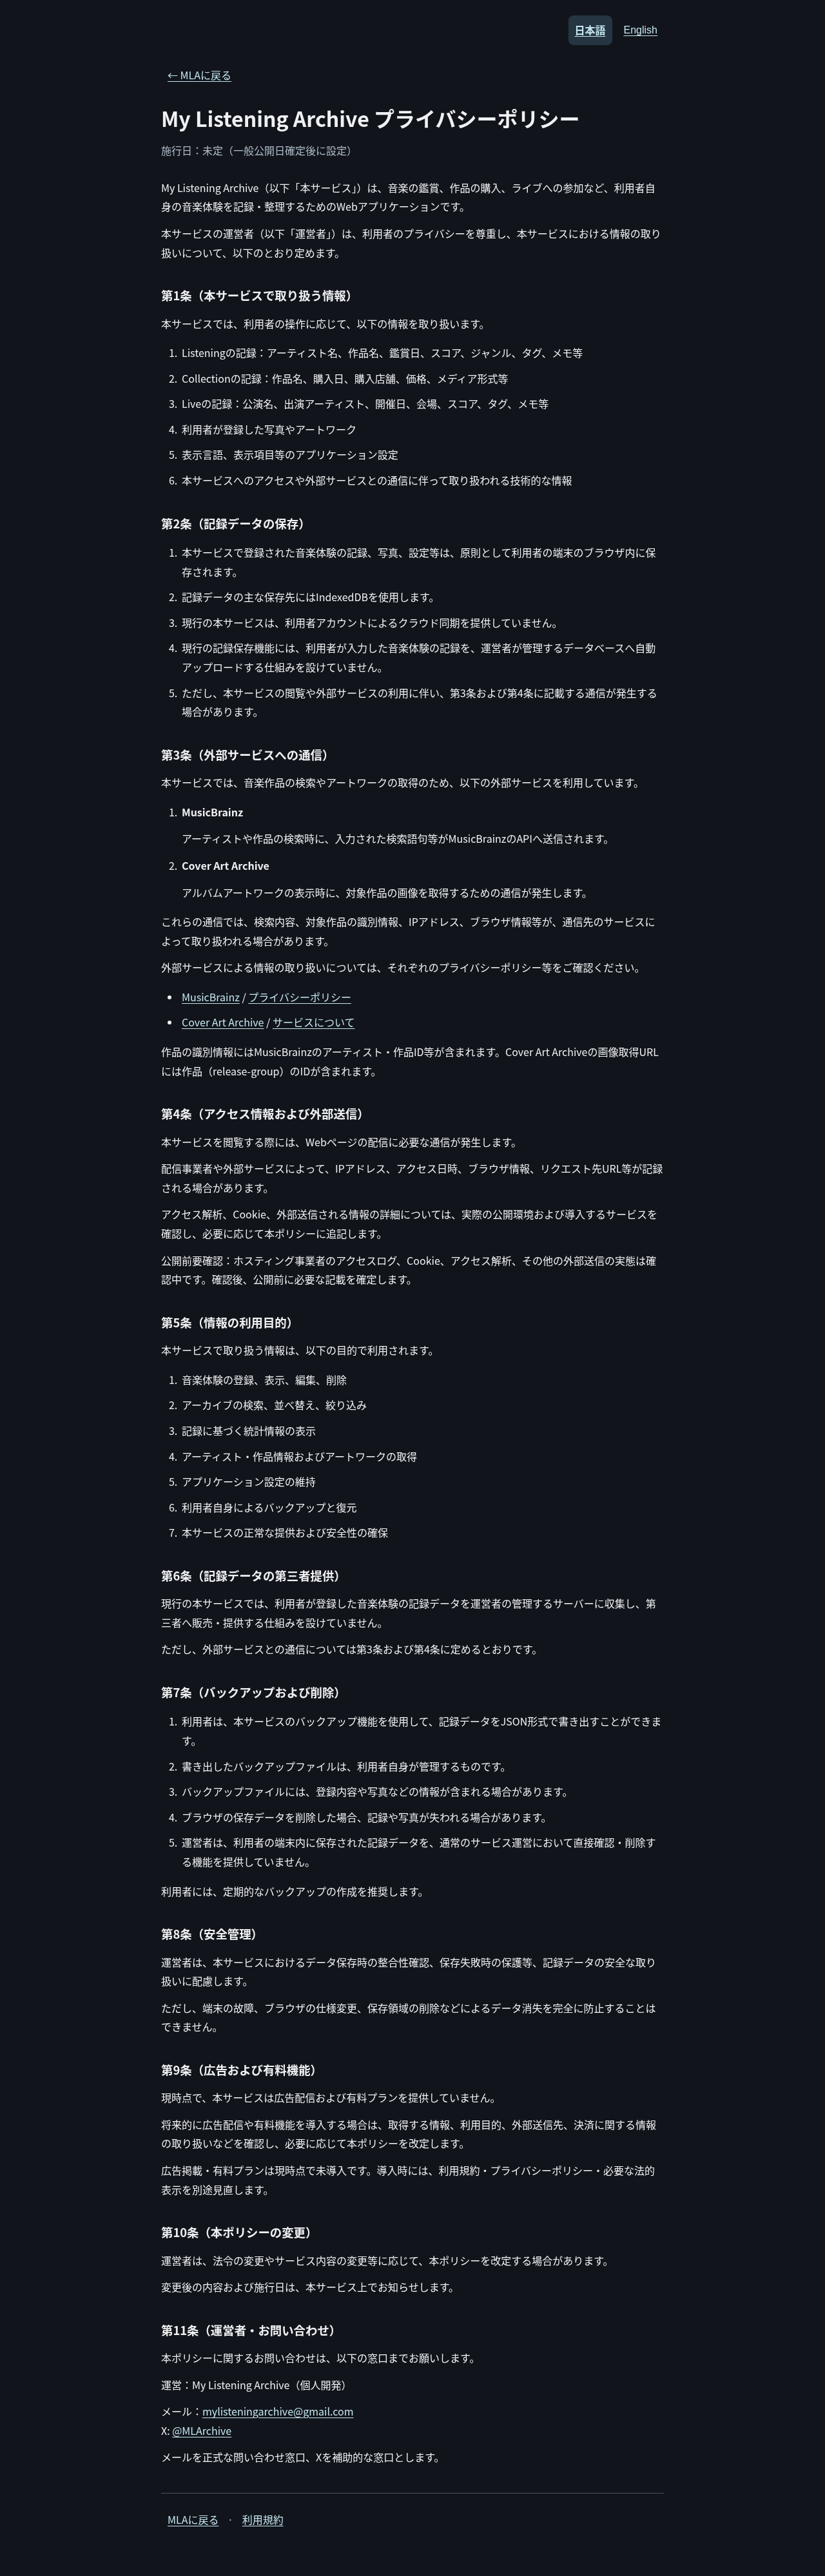 日本語 English
← MLAに戻る
My Listening Archive プライバシーポリシー
施行日：未定（一般公開日確定後に設定）
My Listening Archive（以下「本サービス」）は、音楽の鑑賞、作品の購入、ライブへの参加など、利用者自
身の音楽体験を記録・整理するためのWebアプリケーションです。
本サービスの運営者（以下「運営者」）は、利用者のプライバシーを尊重し、本サービスにおける情報の取り
扱いについて、以下のとおり定めます。
第1条（本サービスで取り扱う情報）
本サービスでは、利用者の操作に応じて、以下の情報を取り扱います。
1. Listeningの記録：アーティスト名、作品名、鑑賞日、スコア、ジャンル、タグ、メモ等
2. Collectionの記録：作品名、購入日、購入店舗、価格、メディア形式等
3. Liveの記録：公演名、出演アーティスト、開催日、会場、スコア、タグ、メモ等
4. 利用者が登録した写真やアートワーク
5. 表示言語、表示項目等のアプリケーション設定
6. 本サービスへのアクセスや外部サービスとの通信に伴って取り扱われる技術的な情報
第2条（記録データの保存）
1. 本サービスで登録された音楽体験の記録、写真、設定等は、原則として利用者の端末のブラウザ内に保
存されます。
2. 記録データの主な保存先にはIndexedDBを使用します。
3. 現行の本サービスは、利用者アカウントによるクラウド同期を提供していません。
4. 現行の記録保存機能には、利用者が入力した音楽体験の記録を、運営者が管理するデータベースへ自動
アップロードする仕組みを設けていません。
5. ただし、本サービスの閲覧や外部サービスの利用に伴い、第3条および第4条に記載する通信が発生する
場合があります。
第3条（外部サービスへの通信）
本サービスでは、音楽作品の検索やアートワークの取得のため、以下の外部サービスを利用しています。
1. MusicBrainz
アーティストや作品の検索時に、入力された検索語句等がMusicBrainzのAPIへ送信されます。
2. Cover Art Archive
アルバムアートワークの表示時に、対象作品の画像を取得するための通信が発生します。
これらの通信では、検索内容、対象作品の識別情報、IPアドレス、ブラウザ情報等が、通信先のサービスに
よって取り扱われる場合があります。
外部サービスによる情報の取り扱いについては、それぞれのプライバシーポリシー等をご確認ください。
• MusicBrainz / プライバシーポリシー
• Cover Art Archive / サービスについて
作品の識別情報にはMusicBrainzのアーティスト・作品ID等が含まれます。Cover Art Archiveの画像取得URL
には作品（release-group）のIDが含まれます。
第4条（アクセス情報および外部送信）
本サービスを閲覧する際には、Webページの配信に必要な通信が発生します。
配信事業者や外部サービスによって、IPアドレス、アクセス日時、ブラウザ情報、リクエスト先URL等が記録
される場合があります。
アクセス解析、Cookie、外部送信される情報の詳細については、実際の公開環境および導入するサービスを
確認し、必要に応じて本ポリシーに追記します。
公開前要確認：ホスティング事業者のアクセスログ、Cookie、アクセス解析、その他の外部送信の実態は確
認中です。確認後、公開前に必要な記載を確定します。
第5条（情報の利用目的）
本サービスで取り扱う情報は、以下の目的で利用されます。
1. 音楽体験の登録、表示、編集、削除
2. アーカイブの検索、並べ替え、絞り込み
3. 記録に基づく統計情報の表示
4. アーティスト・作品情報およびアートワークの取得
5. アプリケーション設定の維持
6. 利用者自身によるバックアップと復元
7. 本サービスの正常な提供および安全性の確保
第6条（記録データの第三者提供）
現行の本サービスでは、利用者が登録した音楽体験の記録データを運営者の管理するサーバーに収集し、第
三者へ販売・提供する仕組みを設けていません。
ただし、外部サービスとの通信については第3条および第4条に定めるとおりです。
第7条（バックアップおよび削除）
1. 利用者は、本サービスのバックアップ機能を使用して、記録データをJSON形式で書き出すことができま
す。
2. 書き出したバックアップファイルは、利用者自身が管理するものです。
3. バックアップファイルには、登録内容や写真などの情報が含まれる場合があります。
4. ブラウザの保存データを削除した場合、記録や写真が失われる場合があります。
5. 運営者は、利用者の端末内に保存された記録データを、通常のサービス運営において直接確認・削除す
る機能を提供していません。
利用者には、定期的なバックアップの作成を推奨します。
第8条（安全管理）
運営者は、本サービスにおけるデータ保存時の整合性確認、保存失敗時の保護等、記録データの安全な取り
扱いに配慮します。
ただし、端末の故障、ブラウザの仕様変更、保存領域の削除などによるデータ消失を完全に防止することは
できません。
第9条（広告および有料機能）
現時点で、本サービスは広告配信および有料プランを提供していません。
将来的に広告配信や有料機能を導入する場合は、取得する情報、利用目的、外部送信先、決済に関する情報
の取り扱いなどを確認し、必要に応じて本ポリシーを改定します。
広告掲載・有料プランは現時点で未導入です。導入時には、利用規約・プライバシーポリシー・必要な法的
表示を別途見直します。
第10条（本ポリシーの変更）
運営者は、法令の変更やサービス内容の変更等に応じて、本ポリシーを改定する場合があります。
変更後の内容および施行日は、本サービス上でお知らせします。
第11条（運営者・お問い合わせ）
本ポリシーに関するお問い合わせは、以下の窓口までお願いします。
運営：My Listening Archive（個人開発）
メール：mylisteningarchive@gmail.com
X: @MLArchive
メールを正式な問い合わせ窓口、Xを補助的な窓口とします。
MLAに戻る · 利用規約